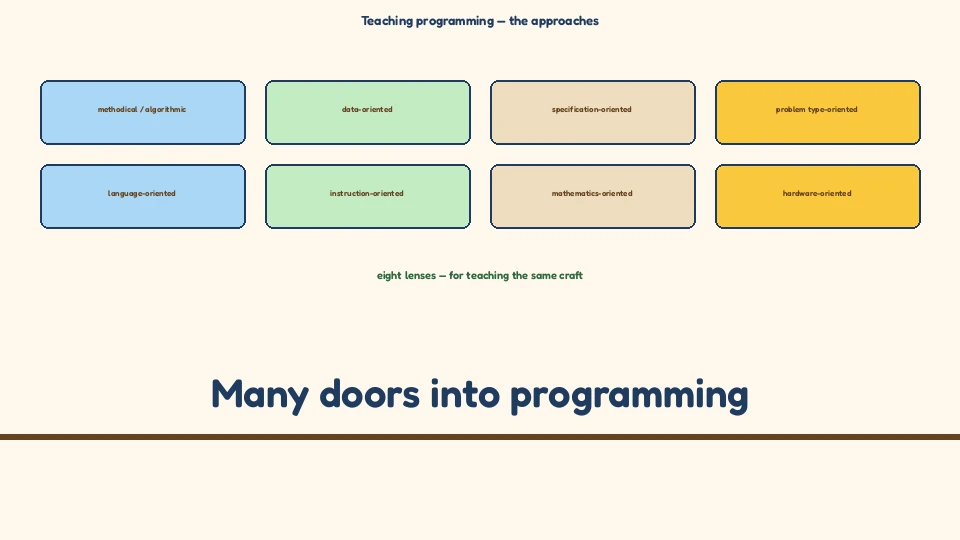 Teaching programming — the approaches
methodical / algorithmic
data-oriented
specification-oriented
problem type-oriented
language-oriented
instruction-oriented
mathematics-oriented
hardware-oriented
eight lenses — for teaching the same craft
Many doors into programming